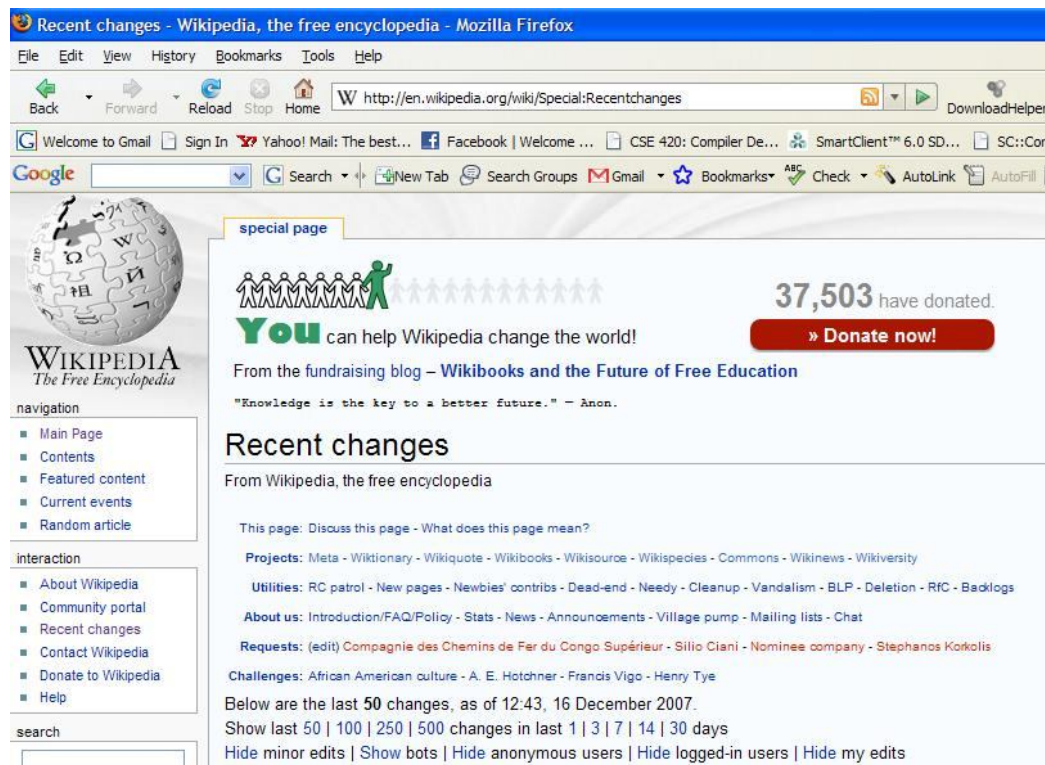 Recent changes - Wikipedia, the free encyclopedia - Mozilla Firefox
File Edit View History Bookmarks Tools Help
Back Forward Reload Stop Home W http://en.wikipedia.org/wiki/Special:Recentchanges DownloadHelper
G Welcome to Gmail Sign In Yahoo! Mail: The best... Facebook | Welcome ... CSE 420: Compiler De... SmartClient™ 6.0 SD... SC::Cor
Google G Search New Tab Search Groups Gmail Bookmarks ABC Check AutoLink AutoFill
special page
37,503 have donated.
You can help Wikipedia change the world!
» Donate now!
WIKIPEDIA
The Free Encyclopedia
From the fundraising blog – Wikibooks and the Future of Free Education
"Knowledge is the key to a better future." — Anon.
navigation
Main Page
Contents
Featured content
Current events
Random article
interaction
About Wikipedia
Community portal
Recent changes
Contact Wikipedia
Donate to Wikipedia
Help
search
Recent changes
From Wikipedia, the free encyclopedia
This page: Discuss this page - What does this page mean?
Projects: Meta - Wiktionary - Wikiquote - Wikibooks - Wikisource - Wikispecies - Commons - Wikinews - Wikiversity
Utilities: RC patrol - New pages - Newbies' contribs - Dead-end - Needy - Cleanup - Vandalism - BLP - Deletion - RfC - Backlogs
About us: Introduction/FAQ/Policy - Stats - News - Announcements - Village pump - Mailing lists - Chat
Requests: (edit) Compagnie des Chemins de Fer du Congo Supérieur - Silio Ciani - Nominee company - Stephanos Korkolis
Challenges: African American culture - A. E. Hotchner - Francis Vigo - Henry Tye
Below are the last 50 changes, as of 12:43, 16 December 2007.
Show last 50 | 100 | 250 | 500 changes in last 1 | 3 | 7 | 14 | 30 days
Hide minor edits | Show bots | Hide anonymous users | Hide logged-in users | Hide my edits